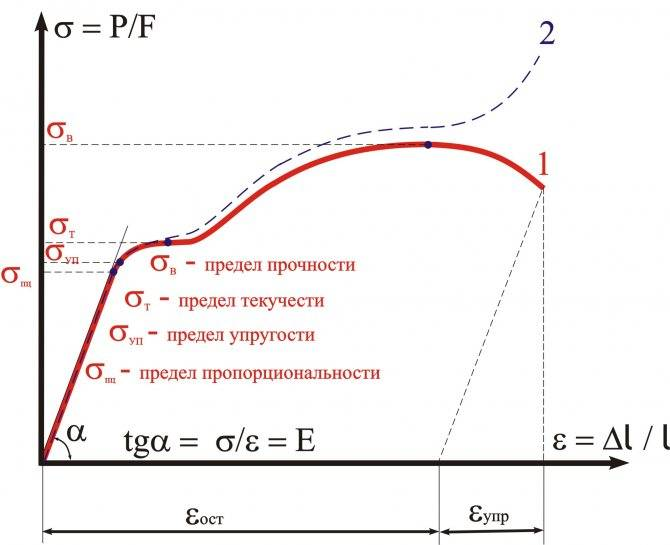 σ = P/F
2
σв
1
σт
σуп
σпц
σв - предел прочности
σт - предел текучести
σуп - предел упругости
σпц - предел пропорциональности
α
tgα = σ/ε = E
ε = Δl / l
εост
εупр